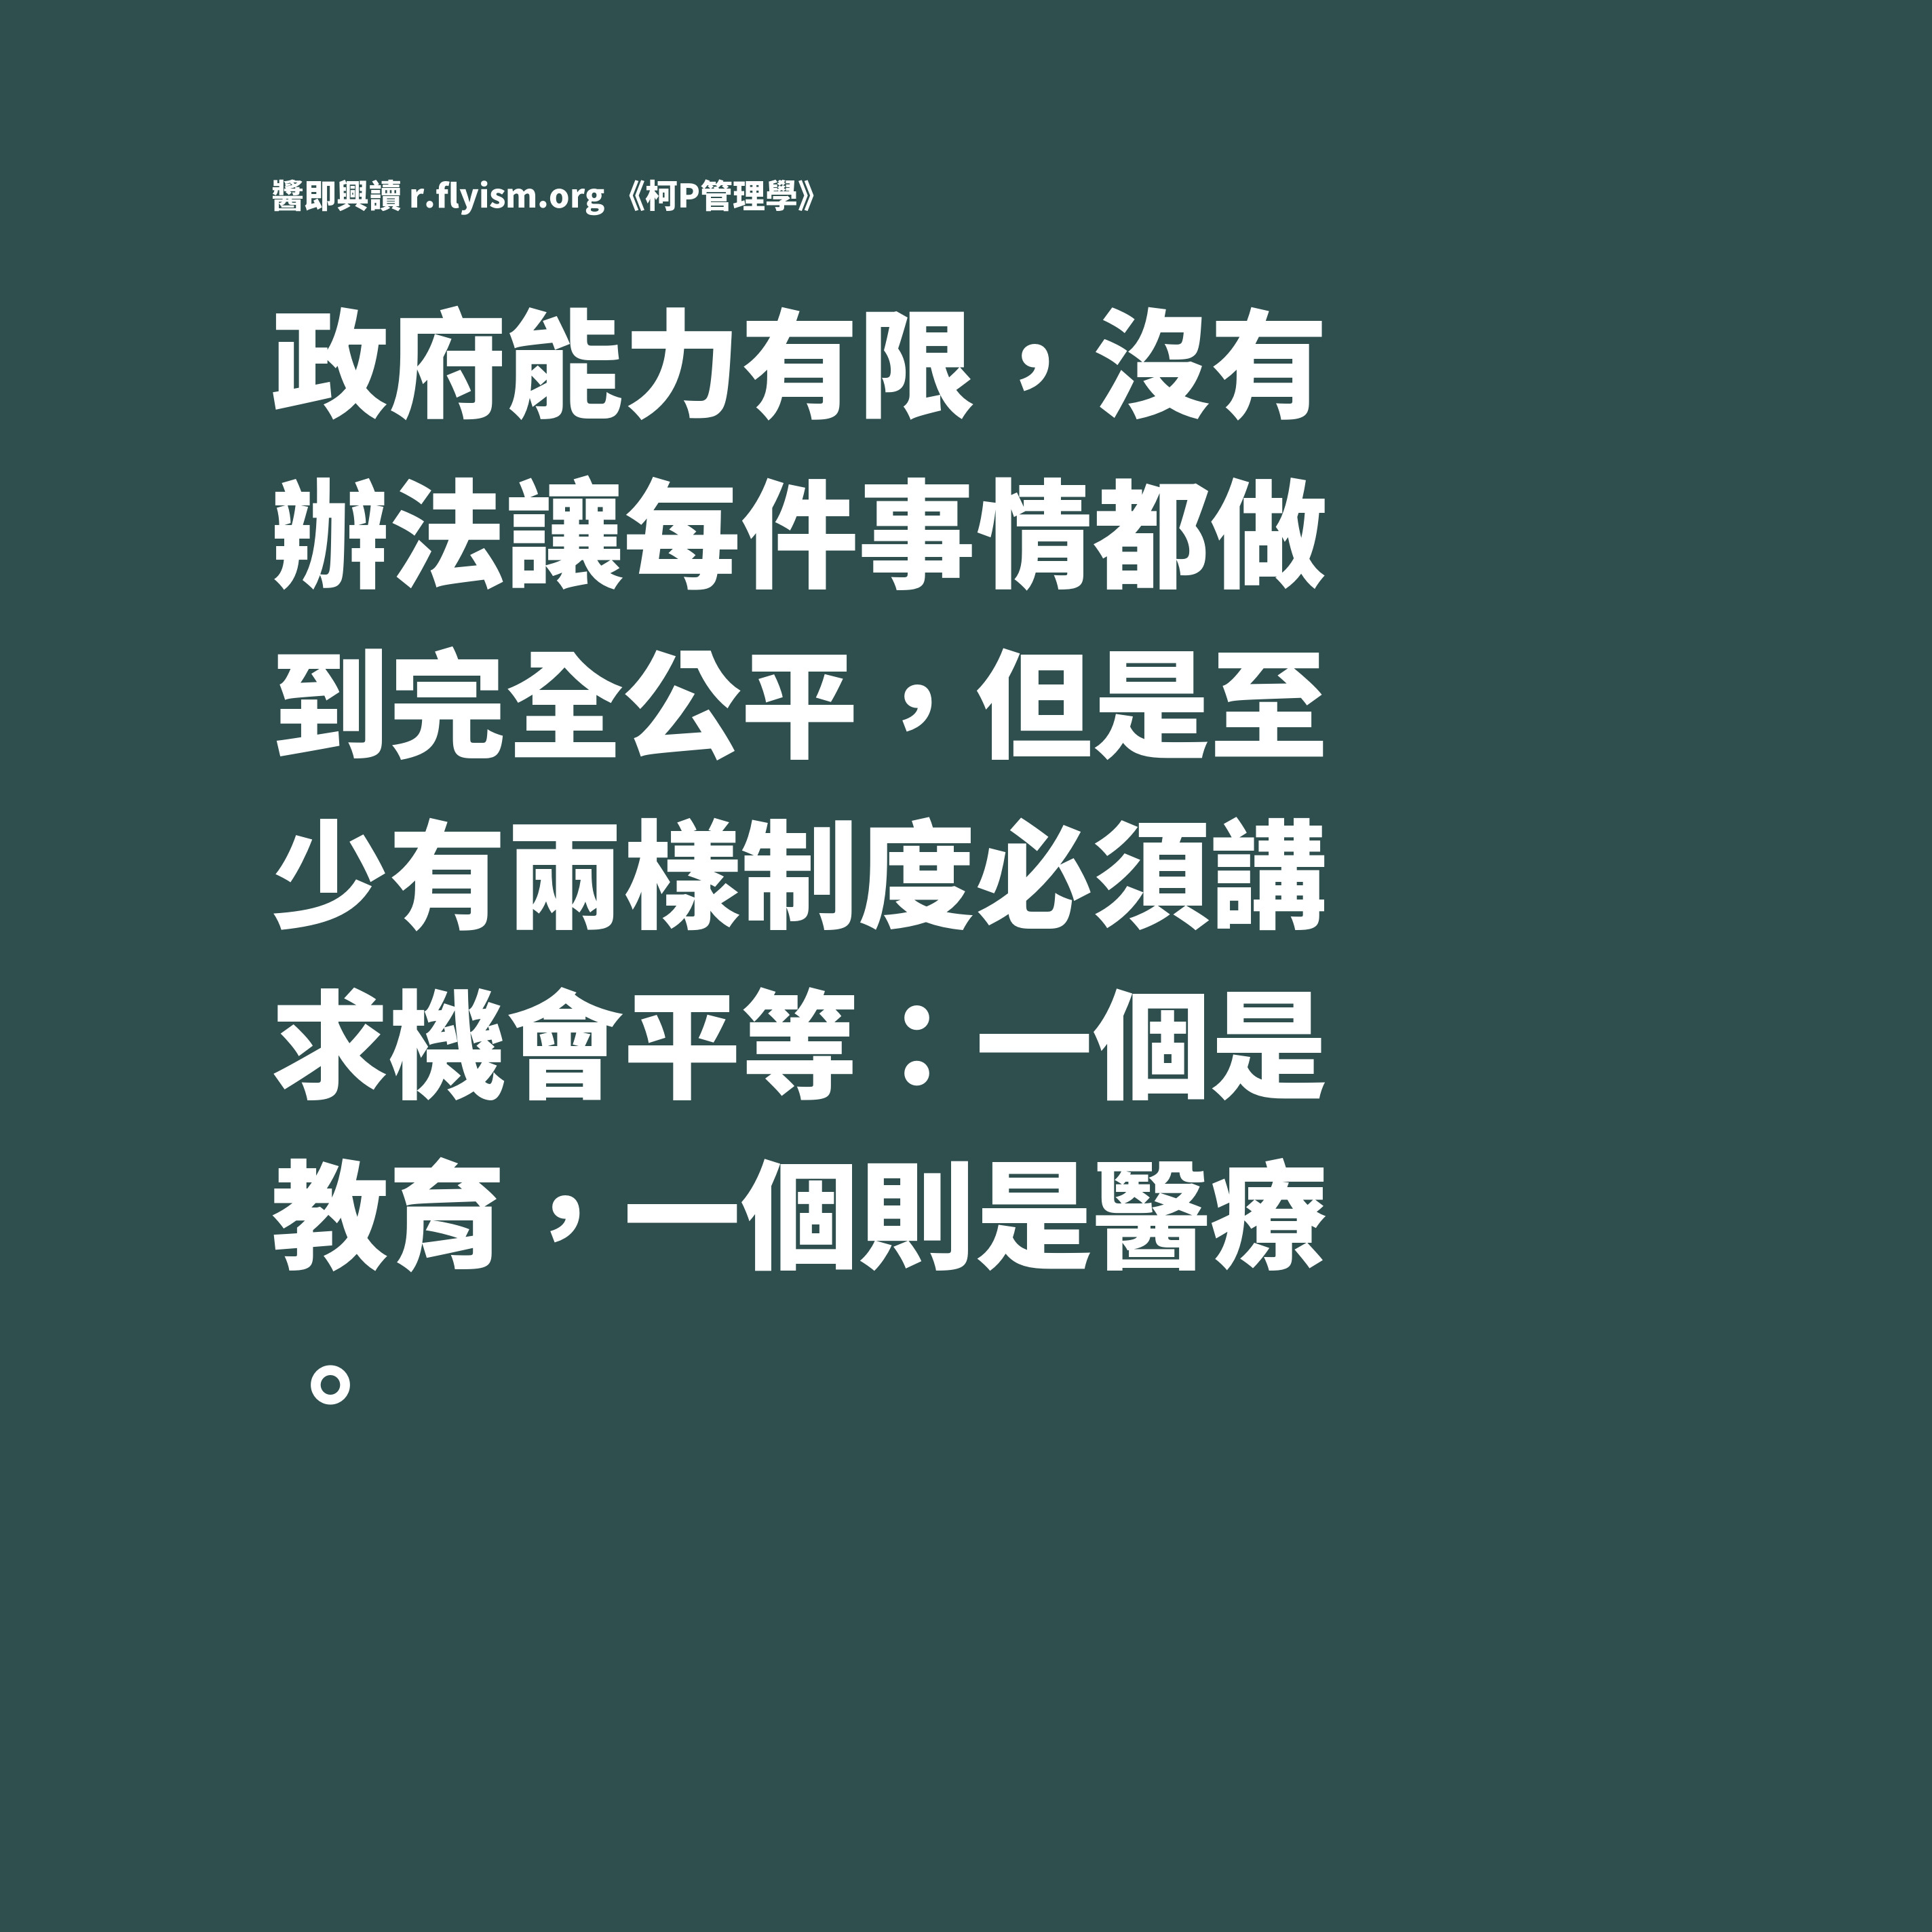 醫即興讀 r.flyism.org《柯P管理學》
政府能力有限，沒有
辦法讓每件事情都做
到完全公平，但是至
少有兩樣制度必須講
求機會平等：一個是
教育，一個則是醫療
。